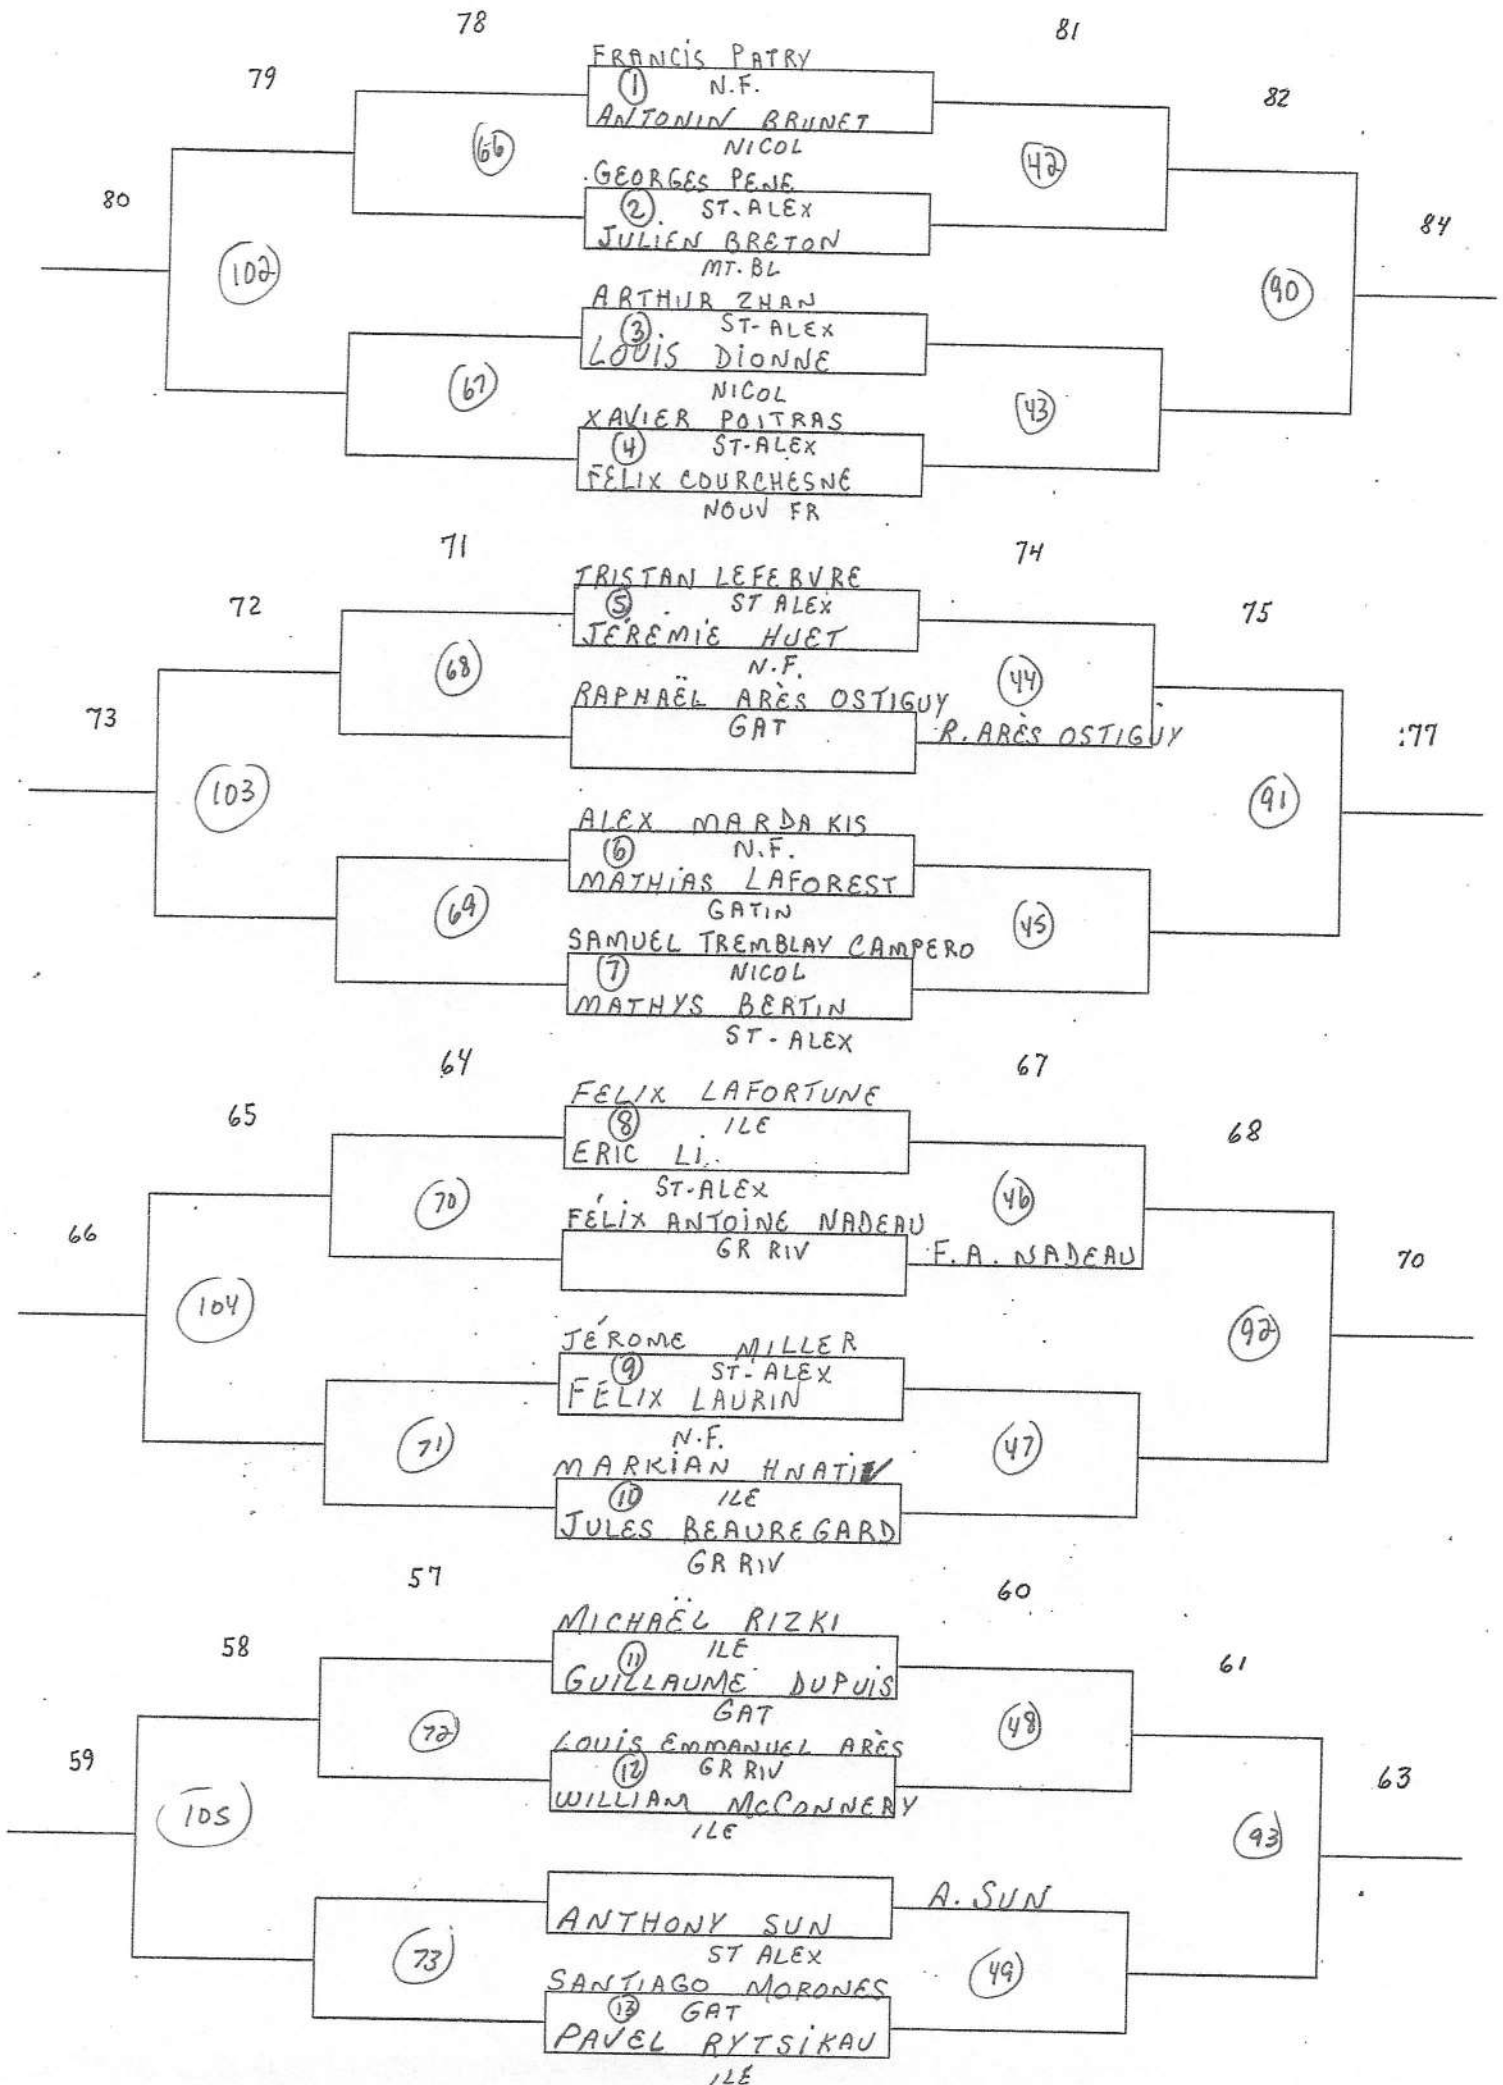 78
81
79
82
FRANCIS PATRY
① N.F.
ANTONIN BRUNET
NICOL
66
42
80
84
GEORGES PENE
② ST. ALEX
JULIEN BRETON
MT. BL
102
90
ARTHUR ZHAN
③ ST-ALEX
LOUIS DIONNE
NICOL
67
43
XAVIER POITRAS
④ ST-ALEX
FÉLIX COURCHESNE
NOUV FR
71
74
72
75
TRISTAN LEFEBVRE
⑤ ST ALEX
JÉRÉMIE HUET
N.F.
68
44
73
77
RAPHAËL ARÈS OSTIGUY
GAT
R. ARÈS OSTIGUY
103
91
ALEX MARDAKIS
⑥ N.F.
MATHIAS LAFOREST
GATIN
69
45
SAMUEL TREMBLAY CAMPERO
⑦ NICOL
MATHYS BERTIN
ST-ALEX
64
67
65
68
FELIX LAFORTUNE
⑧ ILE
ERIC LI
ST-ALEX
70
46
66
70
FÉLIX ANTOINE NADEAU
GR RIV
F.A. NADEAU
104
92
JÉROME MILLER
⑨ ST-ALEX
FÉLIX LAURIN
N.F.
71
47
MARKIAN HNATIV
⑩ ILE
JULES BEAUREGARD
GR RIV
57
60
58
61
MICHAËL RIZKI
⑪ ILE
GUILLAUME DUPUIS
GAT
72
48
59
63
LOUIS EMMANUEL ARÈS
⑫ GR RIV
WILLIAM McCONNERY
ILE
105
93
A. SUN
ANTHONY SUN
ST ALEX
73
49
SANTIAGO MORONES
⑬ GAT
PAVEL RYTSIKAU
ILE